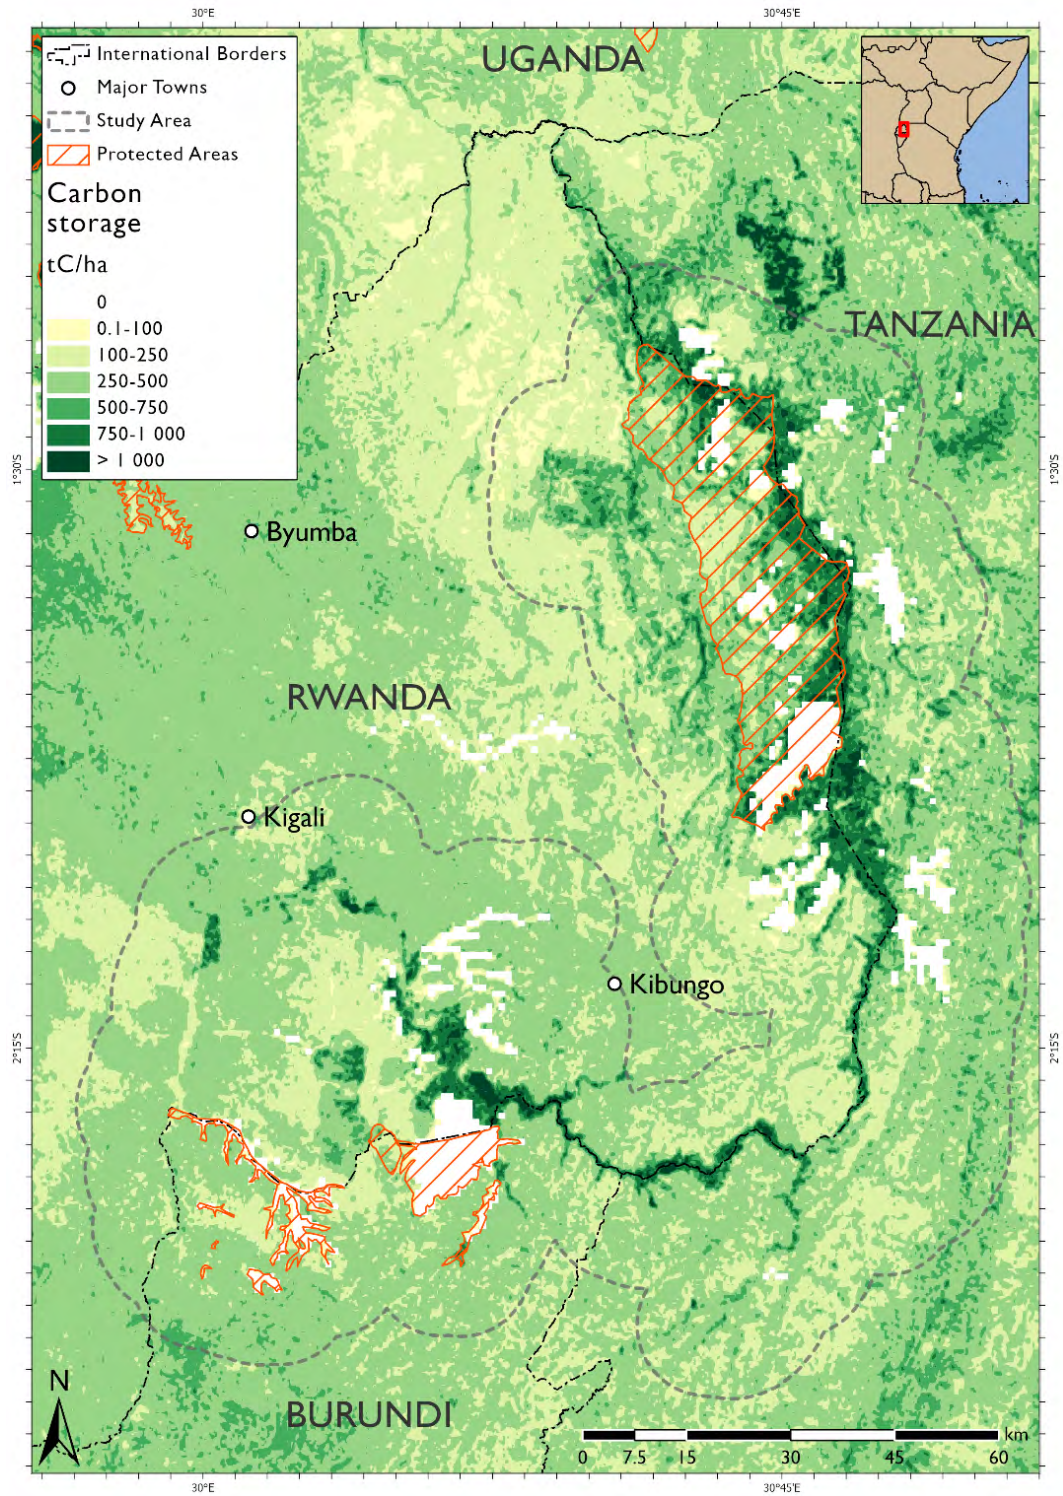 30°E
30°45'E
International Borders
Major Towns
Study Area
Protected Areas
Carbon
storage
tC/ha
0
0.1-100
100-250
250-500
500-750
750-1 000
> 1 000
UGANDA
TANZANIA
1°30'S
1°30'S
Byumba
RWANDA
Kigali
Kibungo
2°15'S
2°15'S
N
BURUNDI
km
0 7.5 15 30 45 60
30°E
30°45'E